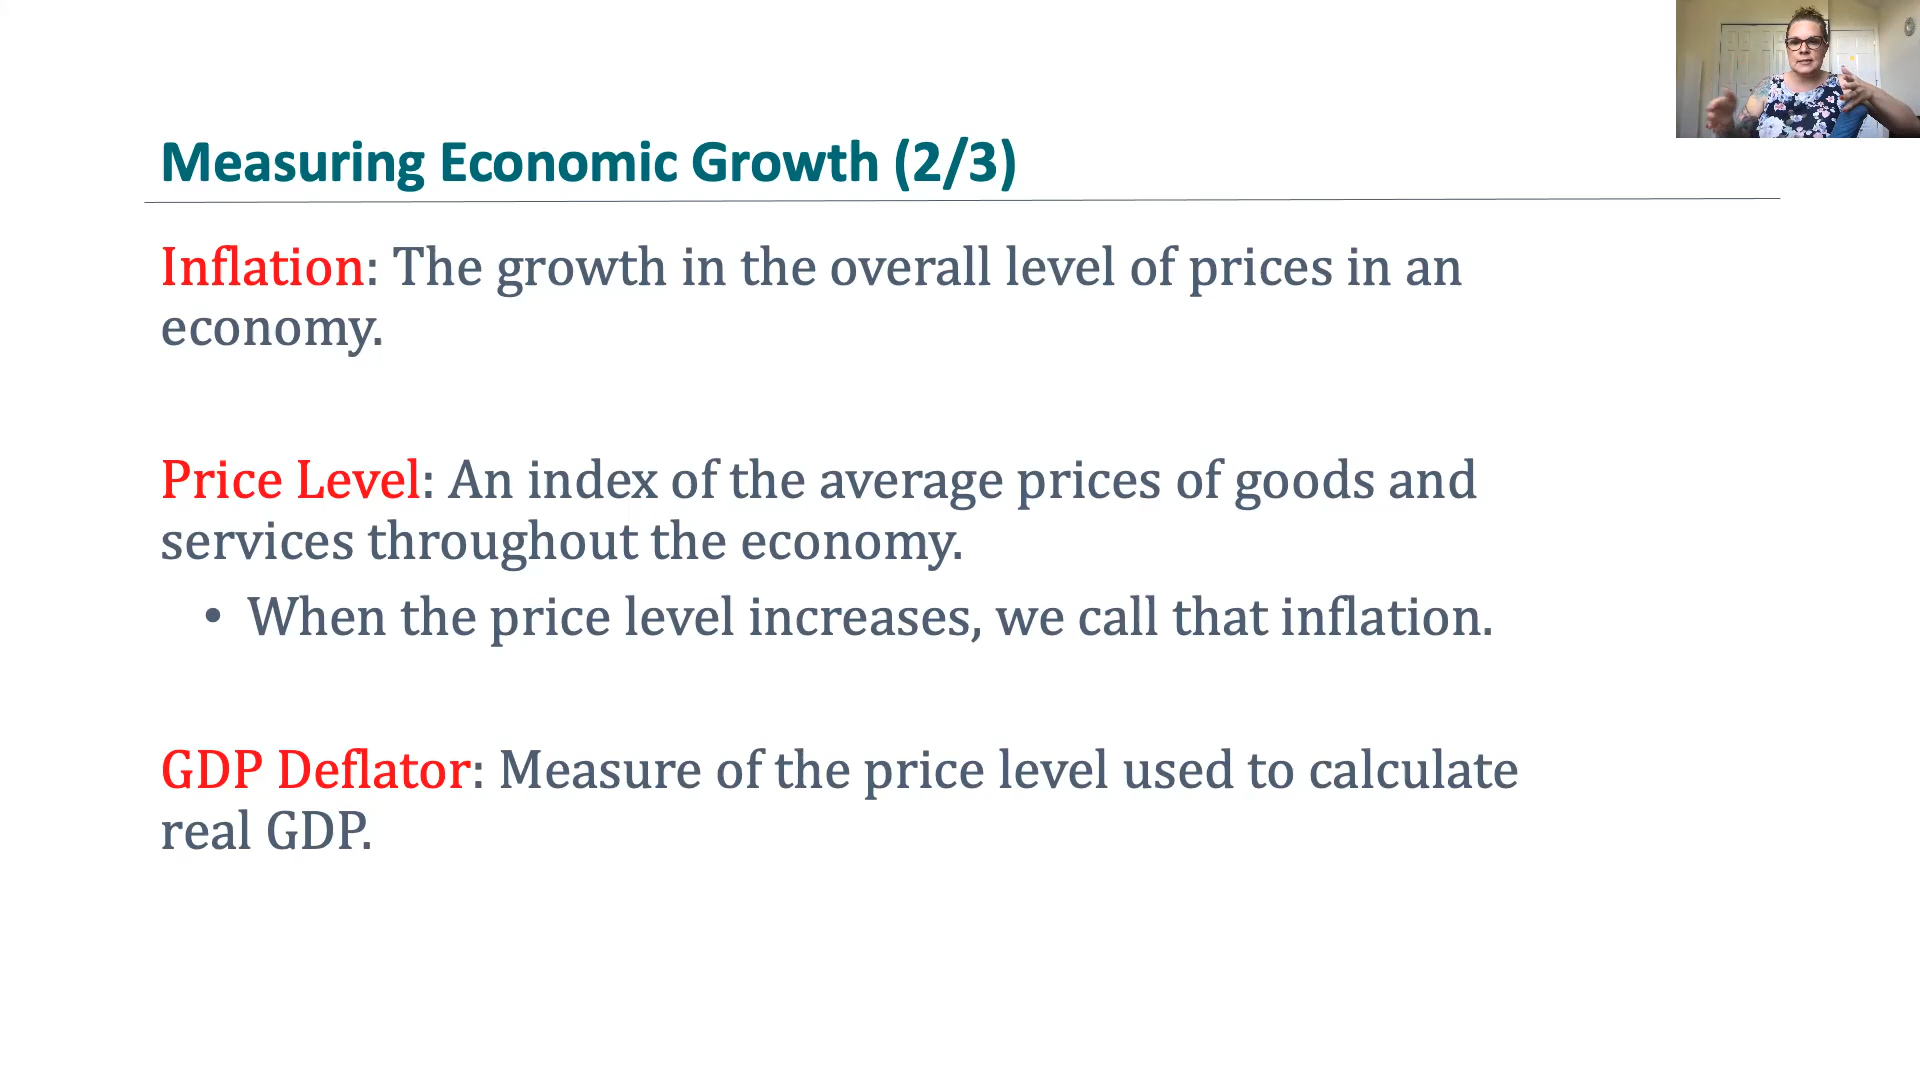 Measuring Economic Growth (2/3)
Inflation: The growth in the overall level of prices in an
economy.
Price Level: An index of the average prices of goods and
services throughout the economy.
• When the price level increases, we call that inflation.
GDP Deflator: Measure of the price level used to calculate
real GDP.